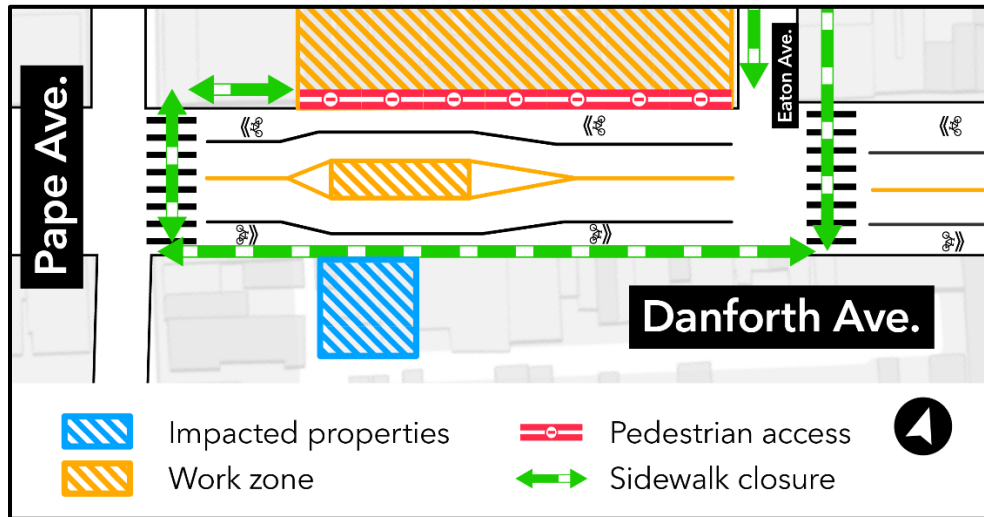 Eaton Ave.
Pape Ave.
Danforth Ave.
Impacted properties
Pedestrian access
Work zone
Sidewalk closure